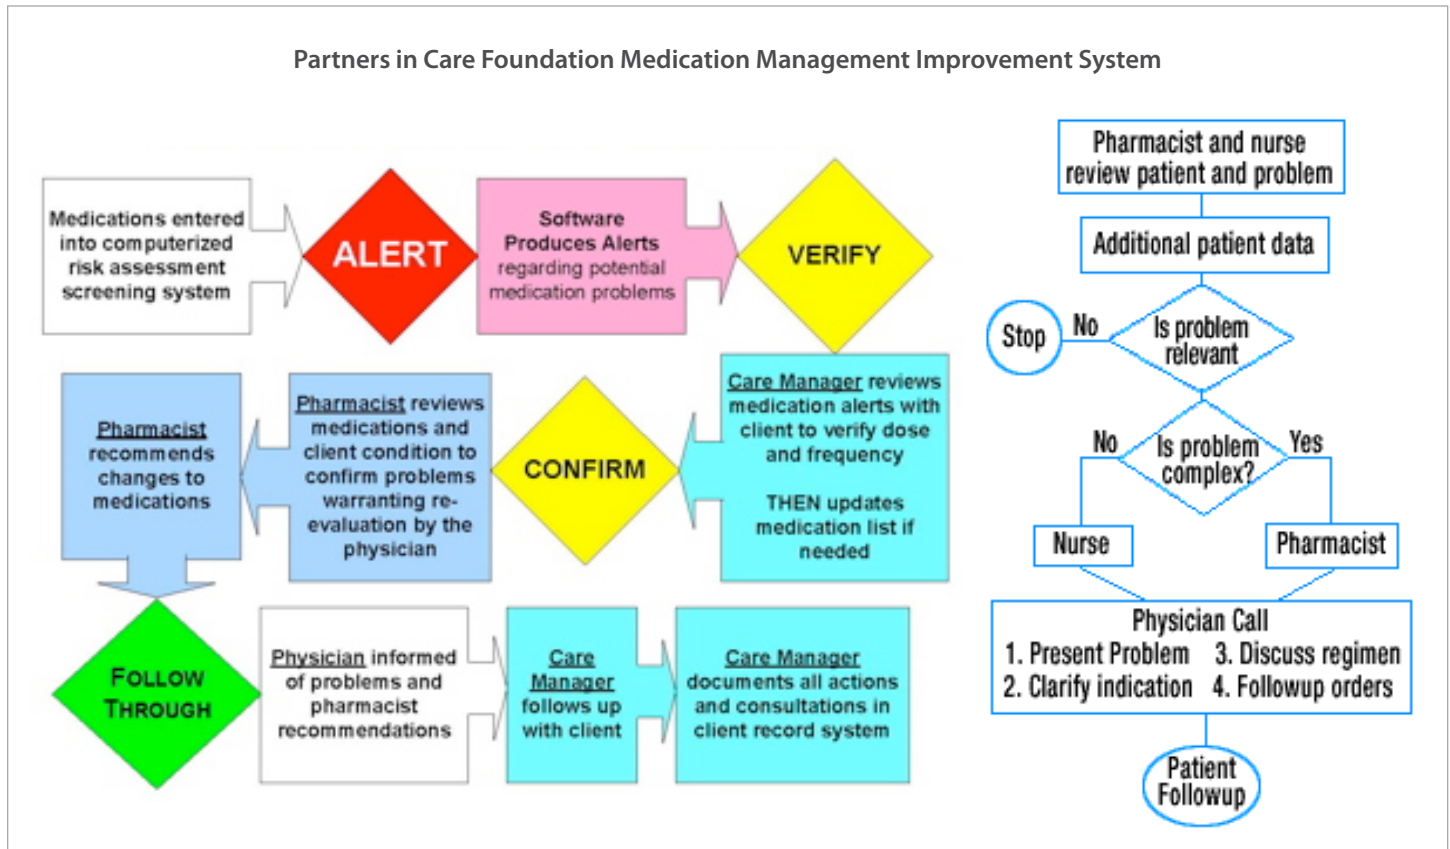 Partners in Care Foundation Medication Management Improvement System
Medications entered
into computerized
risk assessment
screening system
ALERT
Software
Produces Alerts
regarding potential
medication problems
VERIFY
Care Manager reviews
medication alerts with
client to verify dose
and frequency
THEN updates
medication list if
needed
CONFIRM
Pharmacist reviews
medications and
client condition to
confirm problems
warranting re-
evaluation by the
physician
Pharmacist
recommends
changes to
medications
FOLLOW
THROUGH
Physician informed
of problems and
pharmacist
recommendations
Care
Manager
follows up
with client
Care Manager
documents all actions
and consultations in
client record system
Pharmacist and nurse
review patient and problem
Additional patient data
Is problem
relevant
No
Stop
Is problem
complex?
No
Yes
Nurse
Pharmacist
Physician Call
1. Present Problem 3. Discuss regimen
2. Clarify indication 4. Followup orders
Patient
Followup